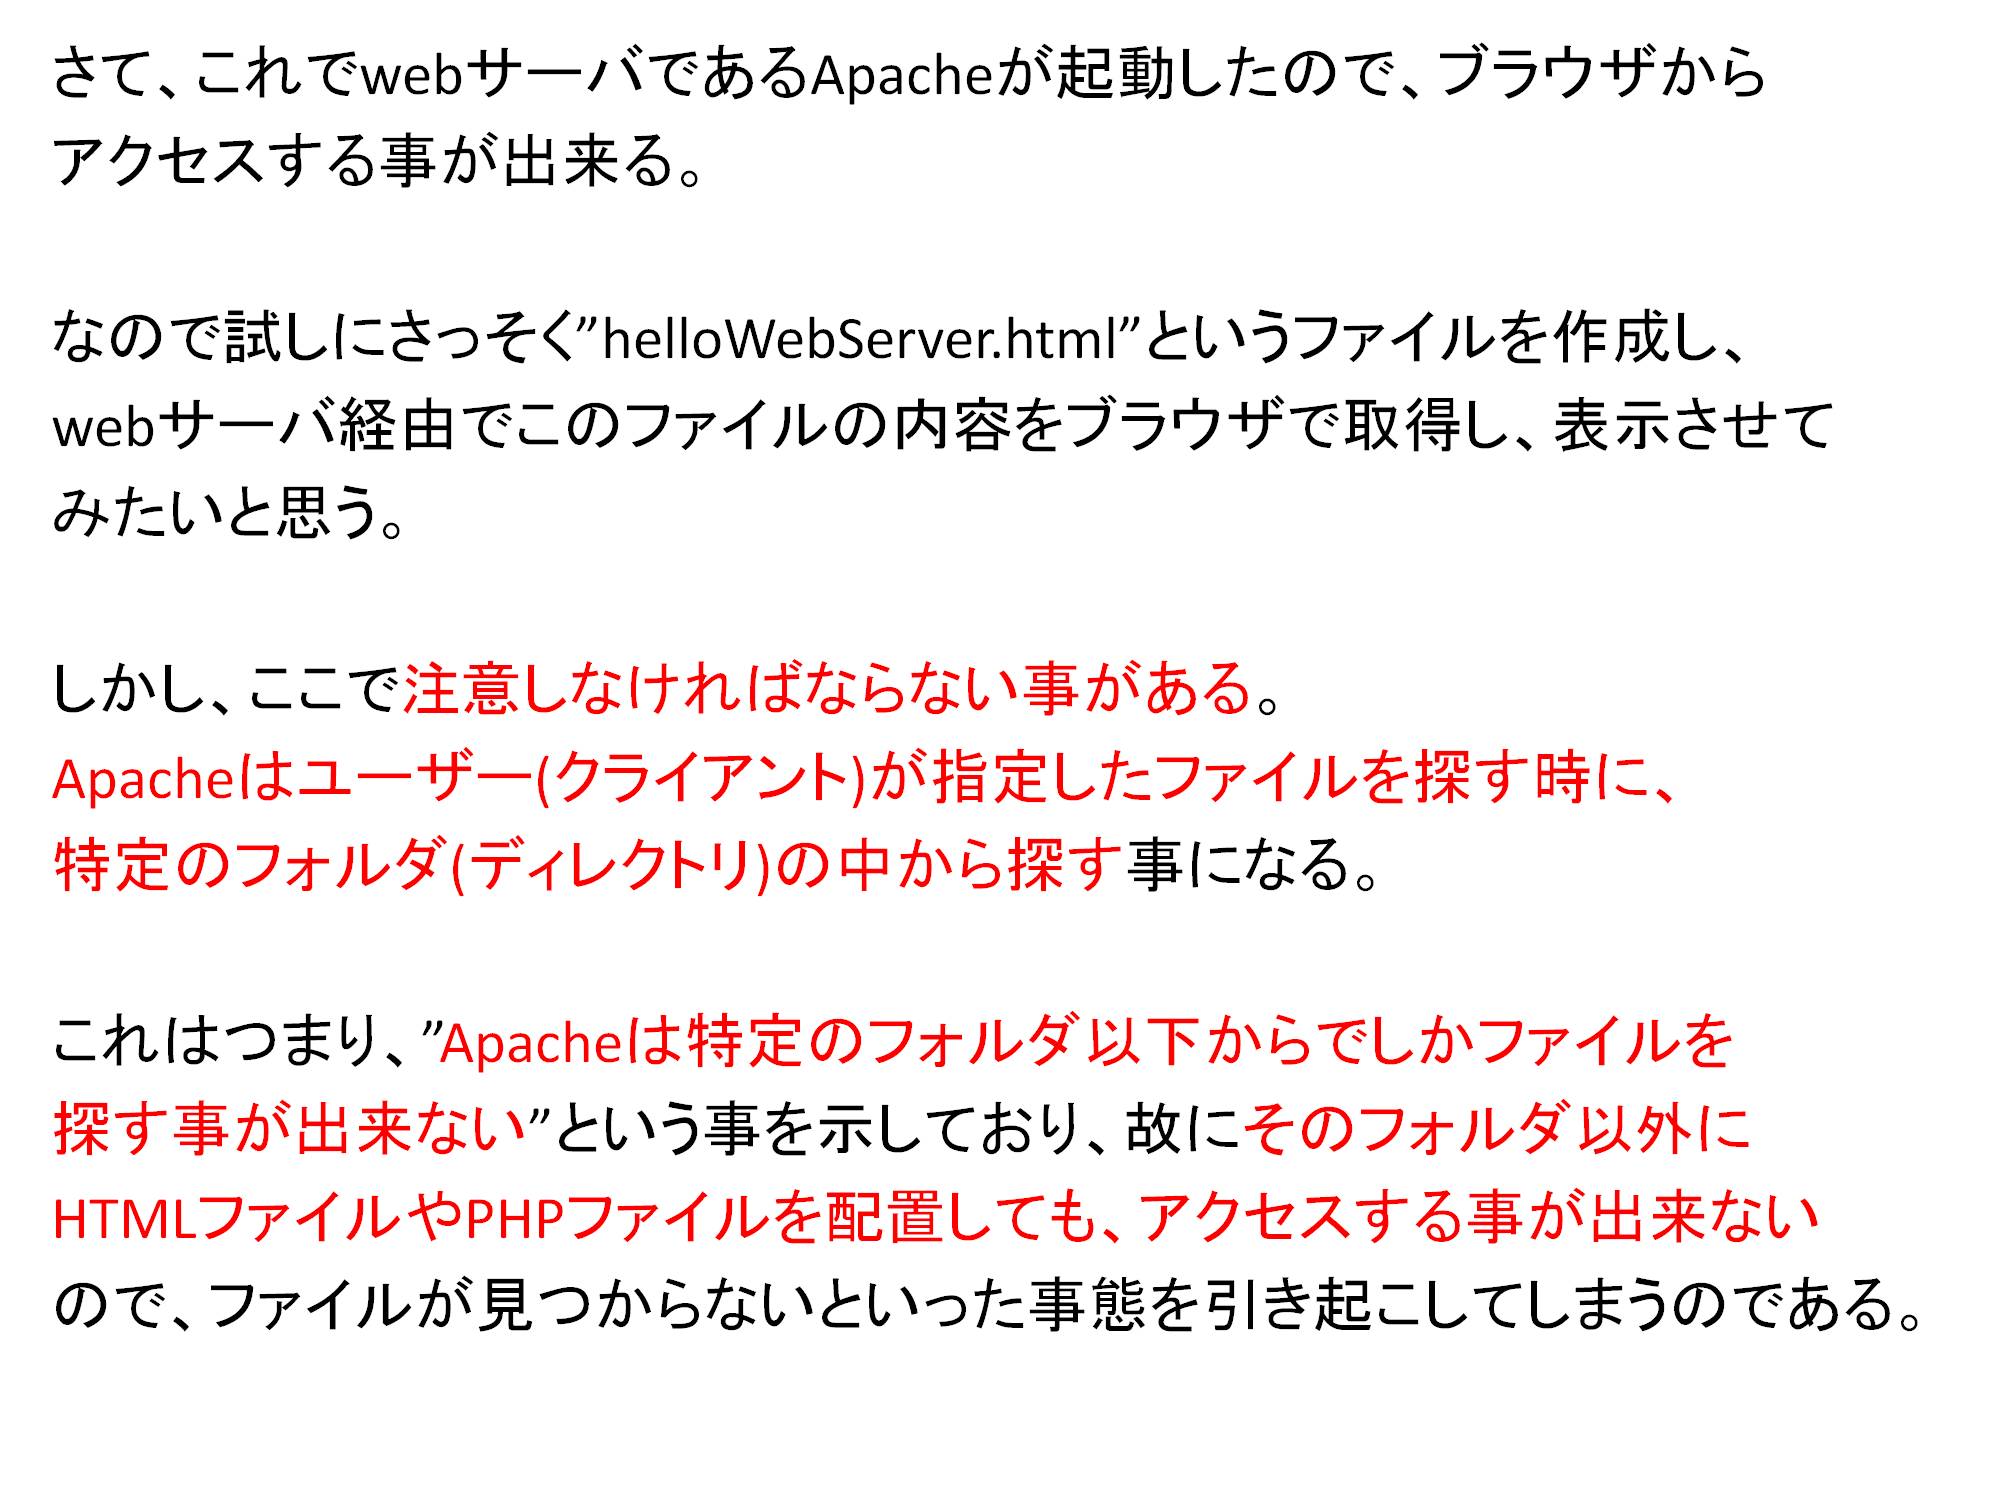 さて、これでwebサーバであるApacheが起動したので、ブラウザから
アクセスする事が出来る。
なので試しにさっそく”helloWebServer.html”というファイルを作成し、
webサーバ経由でこのファイルの内容をブラウザで取得し、表示させて
みたいと思う。
しかし、ここで注意しなければならない事がある。
Apacheはユーザー(クライアント)が指定したファイルを探す時に、
特定のフォルダ(ディレクトリ)の中から探す事になる。
これはつまり、”Apacheは特定のフォルダ以下からでしかファイルを
探す事が出来ない”という事を示しており、故にそのフォルダ以外に
HTMLファイルやPHPファイルを配置しても、アクセスする事が出来ない
ので、ファイルが見つからないといった事態を引き起こしてしまうのである。